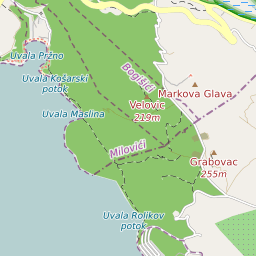 Uvala Pržno
Bogišići
Uvala Košarski
potok
Markova Glava
Velovic
219m
Uvala Maslina
Milovići
Grabovac
255m
Uvala Rolikov
potok